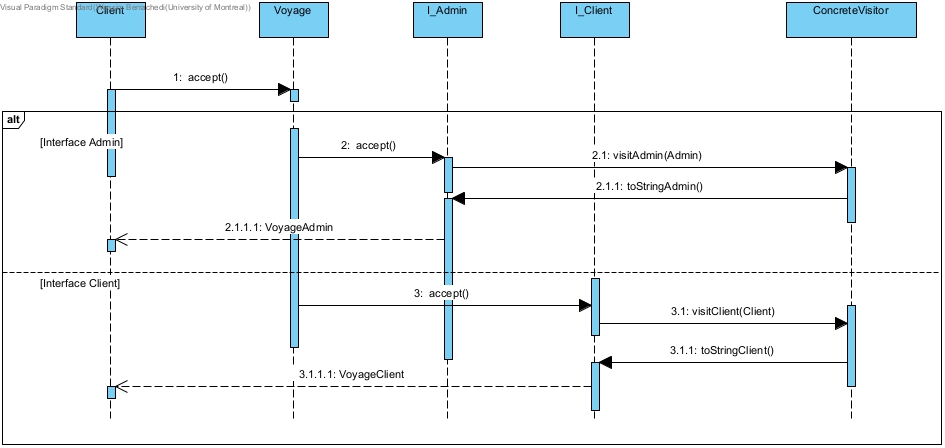 Visual Paradigm Standard( Berrached(University of Montreal))
Client
Voyage
I_Admin
I_Client
ConcreteVisitor
1: accept()
alt
[Interface Admin]
2: accept()
2.1: visitAdmin(Admin)
2.1.1: toStringAdmin()
2.1.1.1: VoyageAdmin
[Interface Client]
3: accept()
3.1: visitClient(Client)
3.1.1: toStringClient()
3.1.1.1: VoyageClient